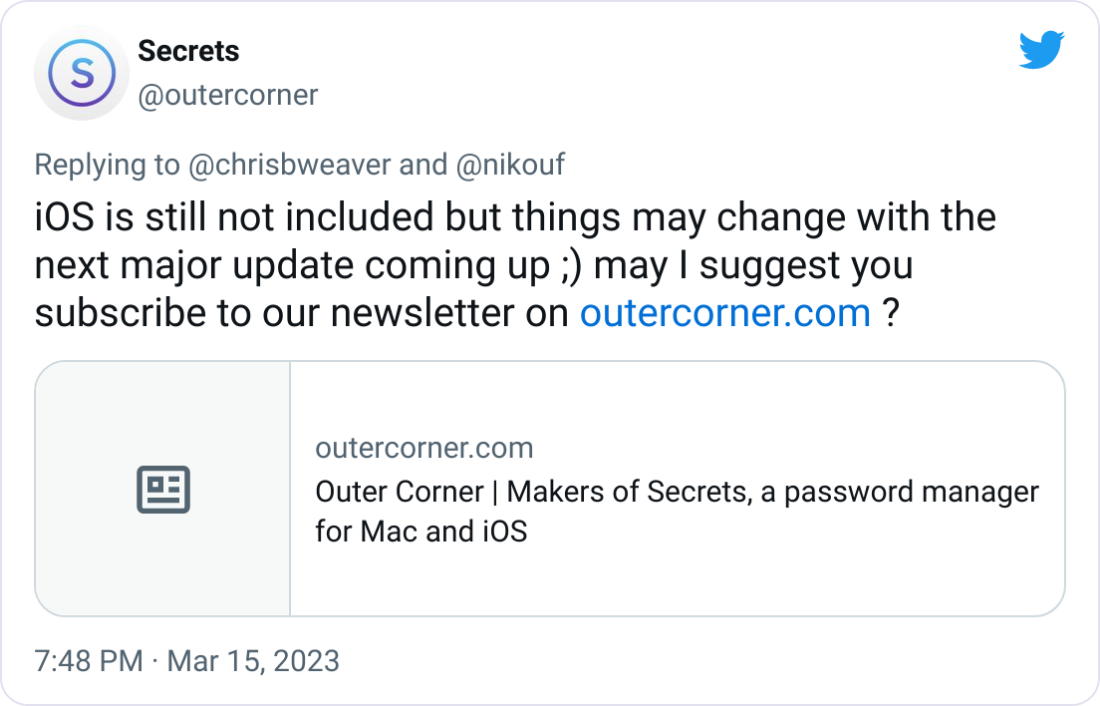 S
Secrets
@outercorner
Replying to @chrisbweaver and @nikouf
iOS is still not included but things may change with the
next major update coming up ;) may I suggest you
subscribe to our newsletter on outercorner.com ?
outercorner.com
Outer Corner | Makers of Secrets, a password manager
for Mac and iOS
7:48 PM · Mar 15, 2023